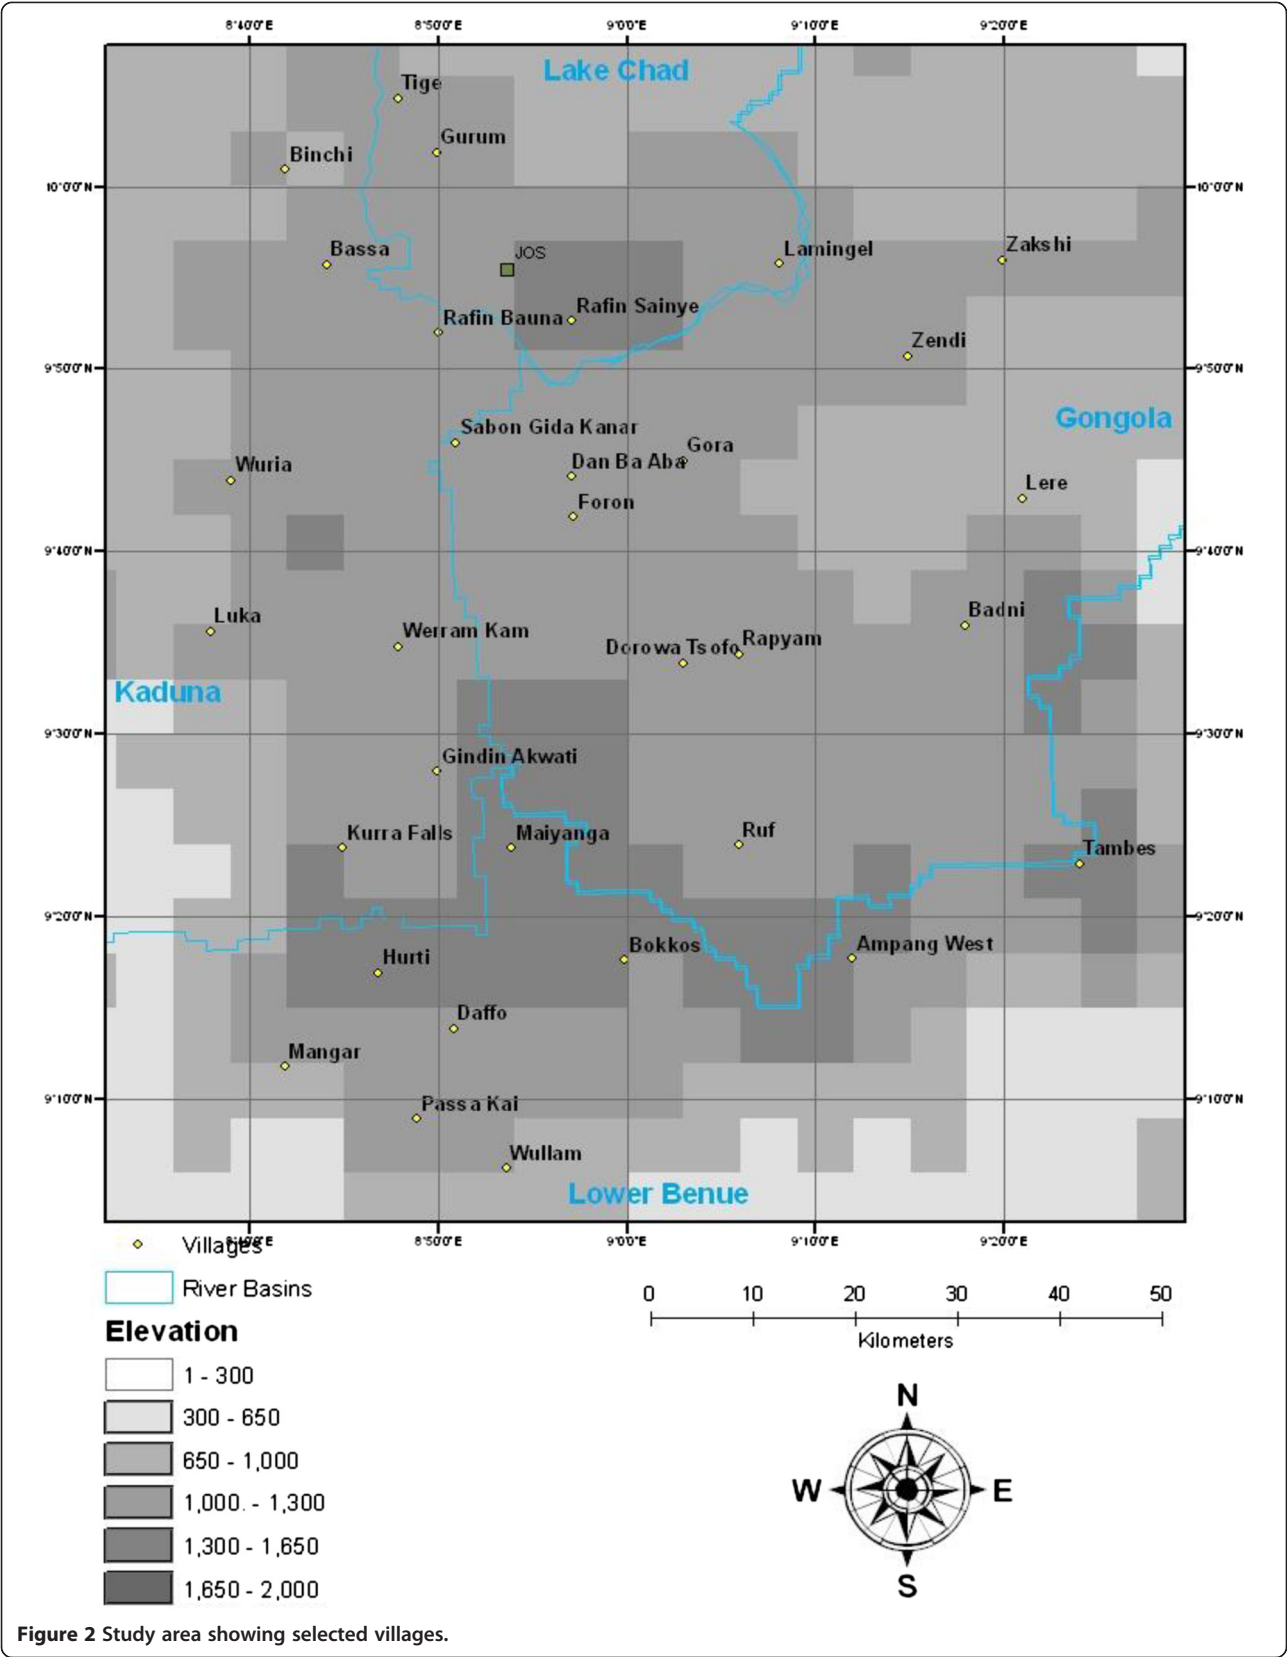 8°40'0"E 8°50'0"E 9°00'E 9°10'0"E 9°20'0"E
Lake Chad
Tige
Gurum
Binchi
10°0'0"N 10°0'0"N
Zakshi
Bassa JOS Lamingel
Rafin Sainye
Rafin Bauna
Zendi
9°50'0"N 9°50'0"N
Gongola
Sabon Gida Kanar
Gora
Wuria Dan Ba Aba
Lere
Foron
9°40'0"N 9°40'0"N
Badni
Luka
Werram Kam Rapyam
Dorowa Tsofo
Kaduna
9°30'0"N 9°30'0"N
Gindin Akwati
Kurra Falls Maiyanga Ruf
Tambes
9°20'0"N 9°20'0"N
Bokkos Ampang West
Hurti
Daffo
Mangar
9°10'0"N 9°10'0"N
Passa Kai
Wullam
Lower Benue
8°40'0"E 8°50'0"E 9°00'E 9°10'0"E 9°20'0"E
Villages
River Basins
0 10 20 30 40 50
Kilometers
Elevation
1 - 300
300 - 650
650 - 1,000
1,000. - 1,300
1,300 - 1,650
1,650 - 2,000
N
W E
S
Figure 2 Study area showing selected villages.